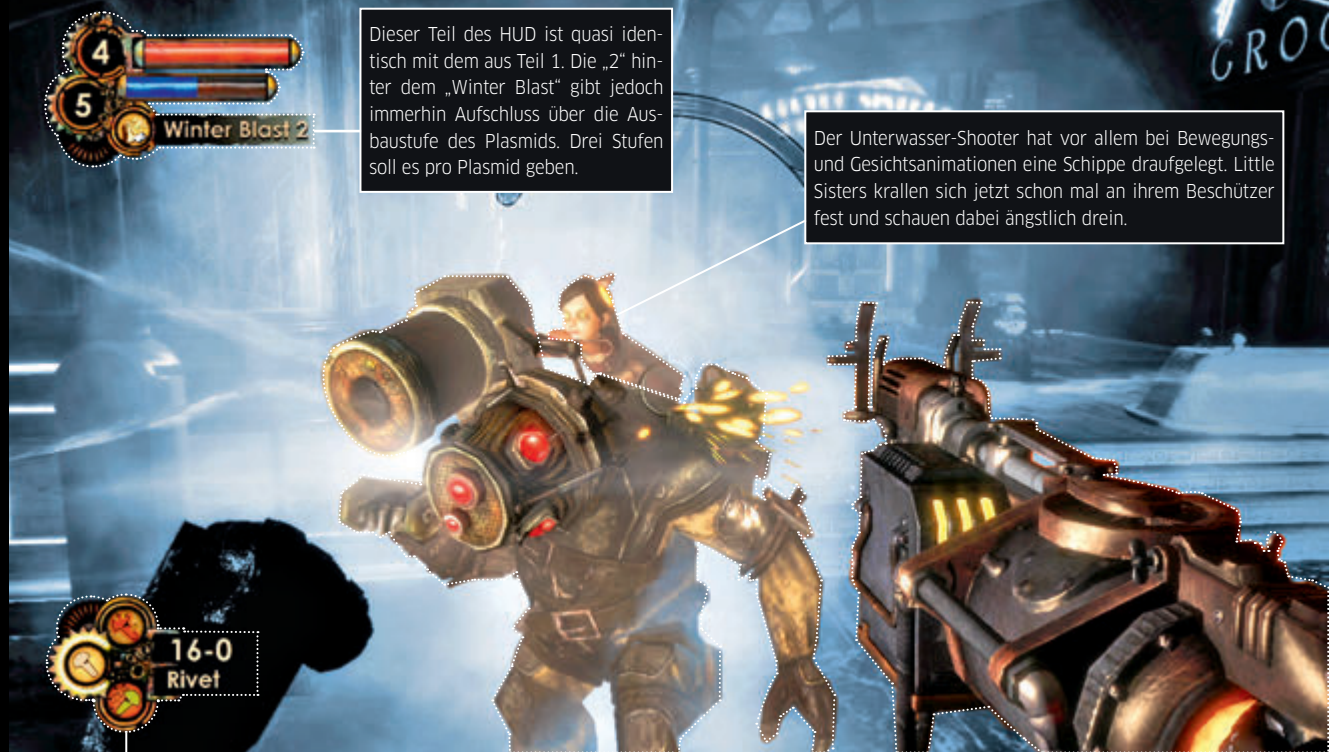 4
5
Winter Blast 2
Dieser Teil des HUD ist quasi iden-
tisch mit dem aus Teil 1. Die „2“ hin-
ter dem „Winter Blast“ gibt jedoch
immerhin Aufschluss über die Aus-
baustufe des Plasmids. Drei Stufen
soll es pro Plasmid geben.
Der Unterwasser-Shooter hat vor allem bei Bewegungs-
und Gesichtsanimationen eine Schippe draufgelegt. Little
Sisters krallen sich jetzt schon mal an ihrem Beschützer
fest und schauen dabei ängstlich drein.
16-0
Rivet